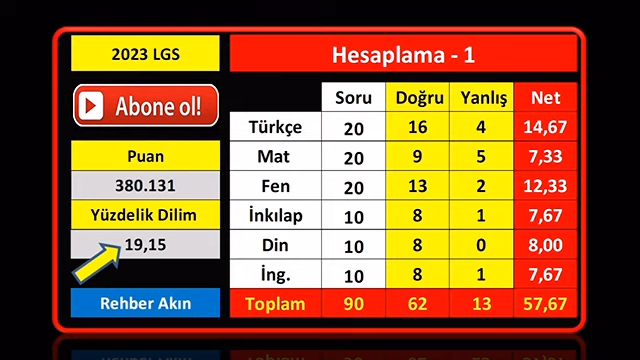 2023 LGS
Hesaplama - 1
Abone ol!
Soru Doğru Yanlış Net
Türkçe 20 16 4 14,67
Mat 20 9 5 7,33
Fen 20 13 2 12,33
İnkılap 10 8 1 7,67
Din 10 8 0 8,00
İng. 10 8 1 7,67
Toplam 90 62 13 57,67
Puan
380.131
Yüzdelik Dilim
19,15
Rehber Akın